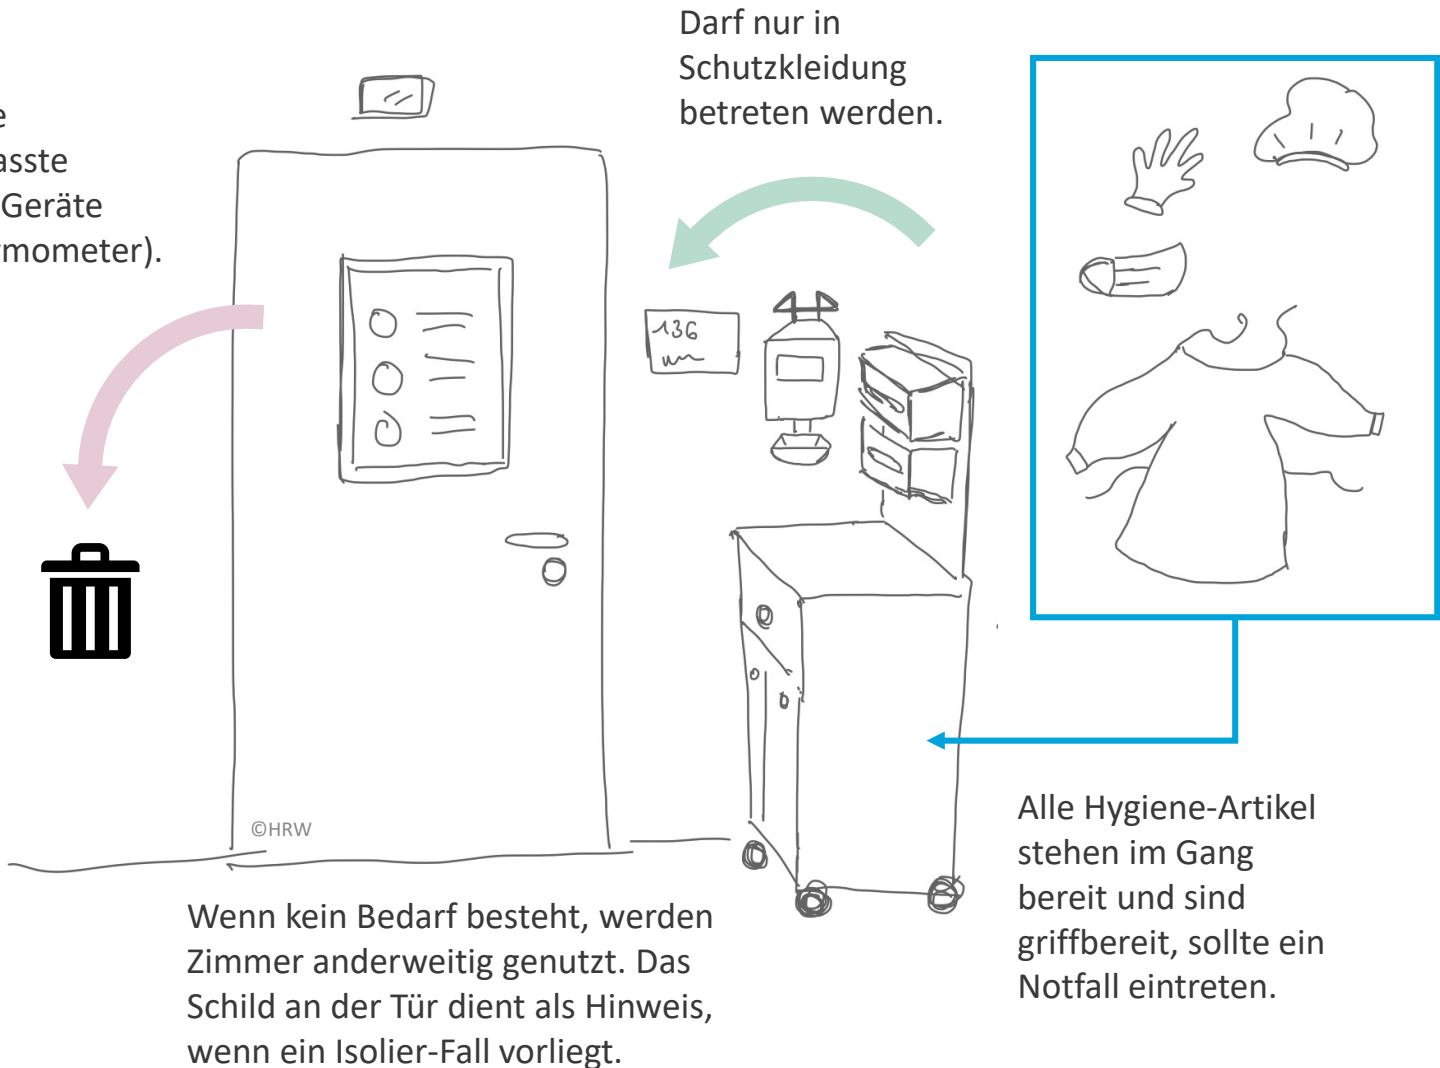 Darf nur in
Schutzkleidung
betreten werden.
Geräte
136
©HRW
Wenn kein Bedarf besteht, werden
Zimmer anderweitig genutzt. Das
Schild an der Tür dient als Hinweis,
wenn ein Isolier-Fall vorliegt.
Alle Hygiene-Artikel
stehen im Gang
bereit und sind
griffbereit, sollte ein
Notfall eintreten.